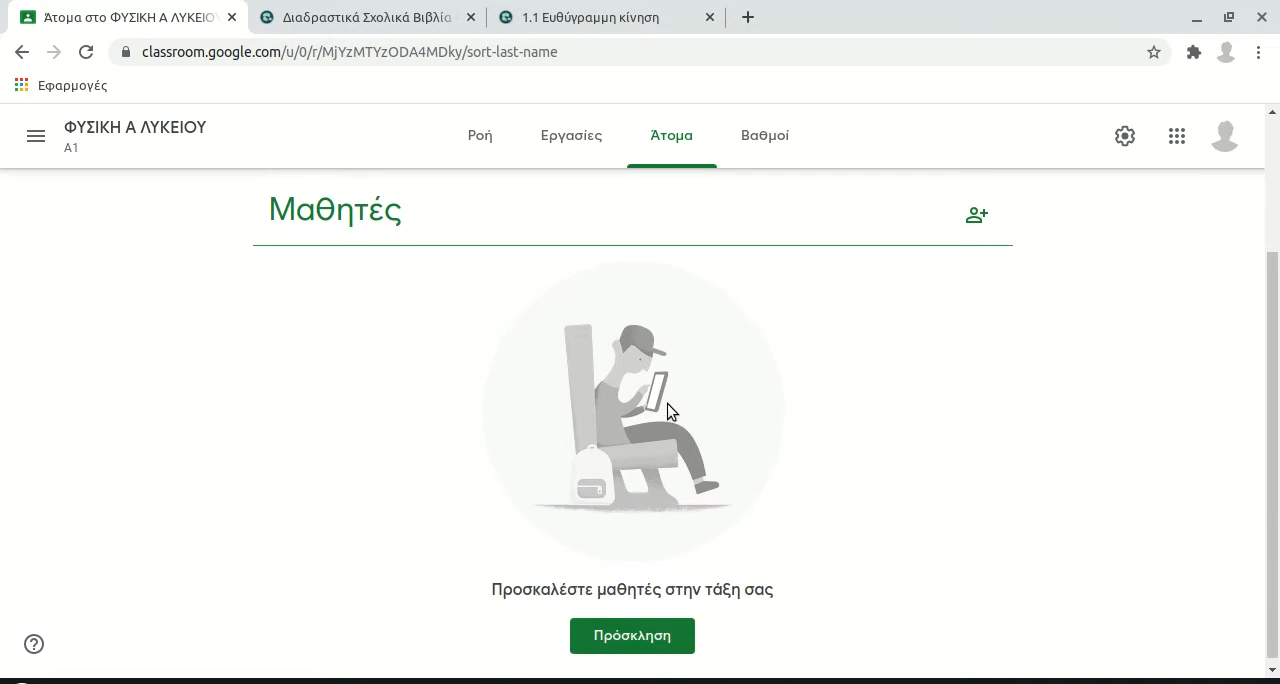 Άτομα στο ΦΥΣΙΚΗ Α ΛΥΚΕΙΟ
Διαδραστικά Σχολικά Βιβλία
1.1 Ευθύγραμμη κίνηση
classroom.google.com/u/0/r/MjYzMTYzODA4MDky/sort-last-name
Εφαρμογές
ΦΥΣΙΚΗ Α ΛΥΚΕΙΟΥ
Α1
Ροή
Εργασίες
Άτομα
Βαθμοί
Μαθητές
Προσκαλέστε μαθητές στην τάξη σας
Πρόσκληση